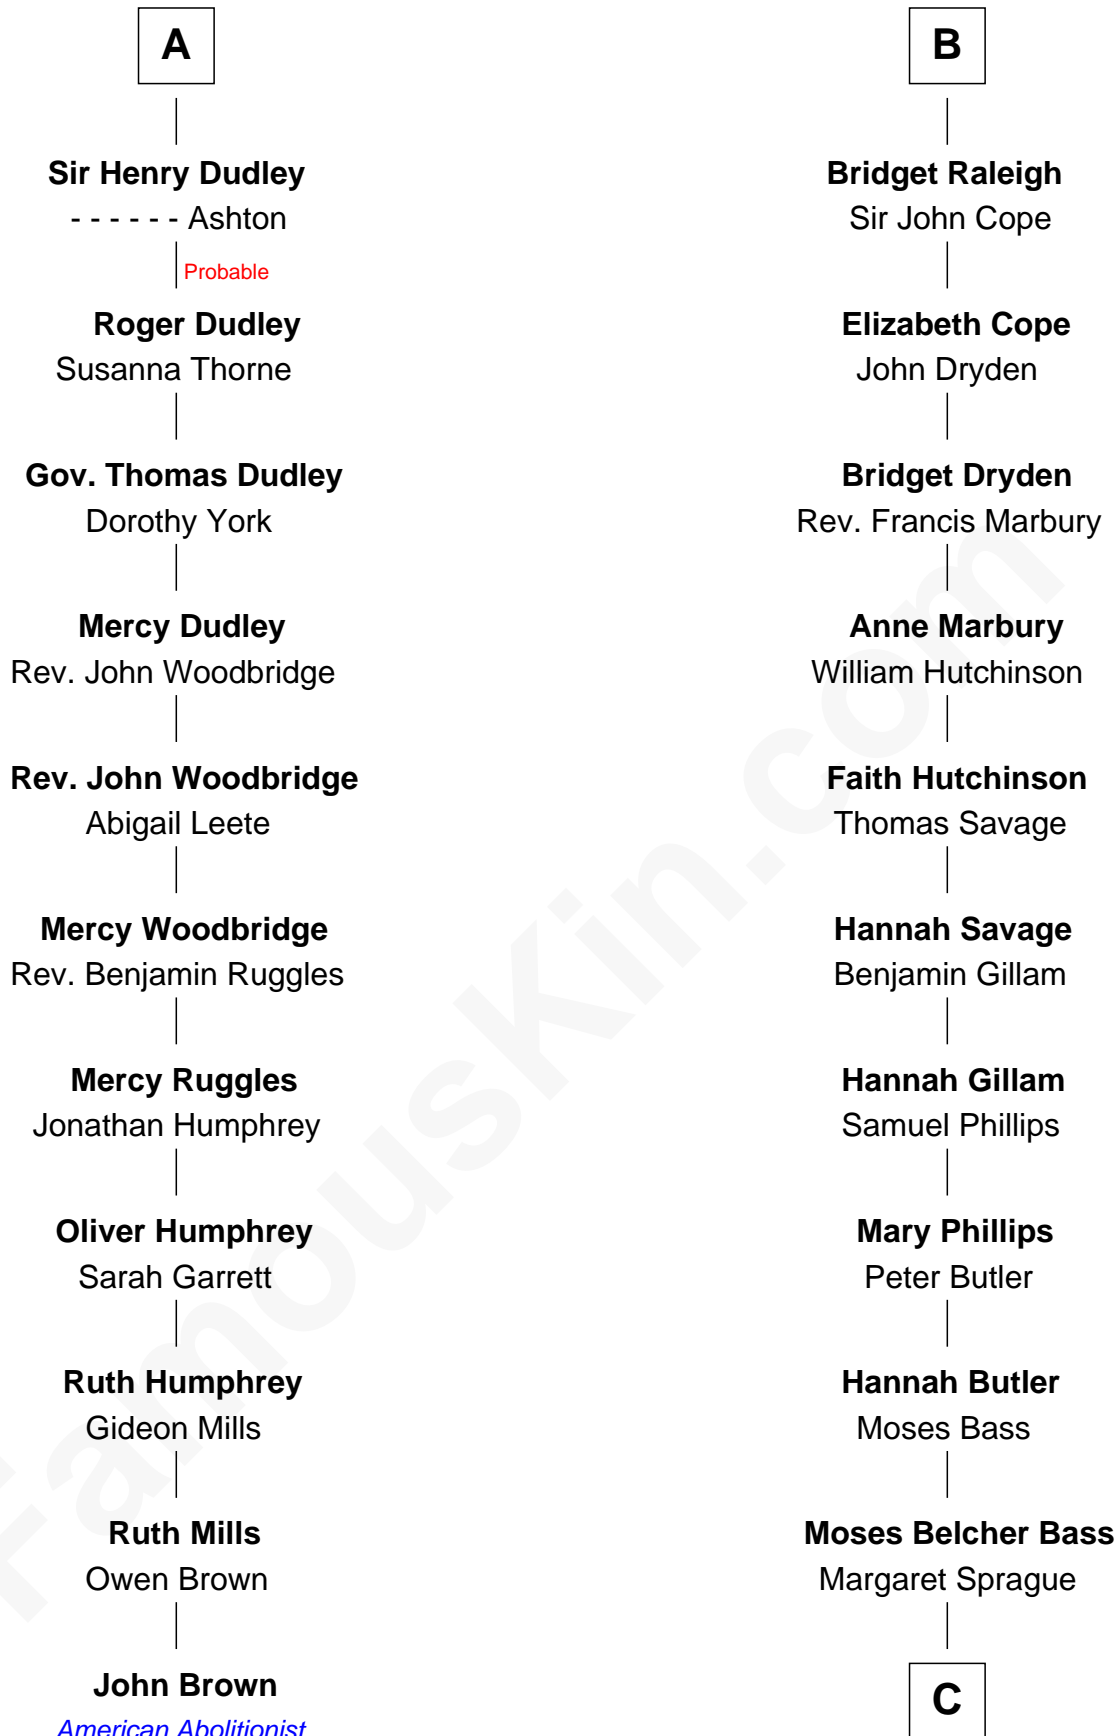 A
Sir Henry Dudley
- - - - - - Ashton
Probable
Roger Dudley
Susanna Thorne
Gov. Thomas Dudley
Dorothy York
Mercy Dudley
Rev. John Woodbridge
Rev. John Woodbridge
Abigail Leete
Mercy Woodbridge
Rev. Benjamin Ruggles
Mercy Ruggles
Jonathan Humphrey
Oliver Humphrey
Sarah Garrett
Ruth Humphrey
Gideon Mills
Ruth Mills
Owen Brown
John Brown
American Abolitionist
B
Bridget Raleigh
Sir John Cope
Elizabeth Cope
John Dryden
Bridget Dryden
Rev. Francis Marbury
Anne Marbury
William Hutchinson
Faith Hutchinson
Thomas Savage
Hannah Savage
Benjamin Gillam
Hannah Gillam
Samuel Phillips
Mary Phillips
Peter Butler
Hannah Butler
Moses Bass
Moses Belcher Bass
Margaret Sprague
C
FamousKin.com